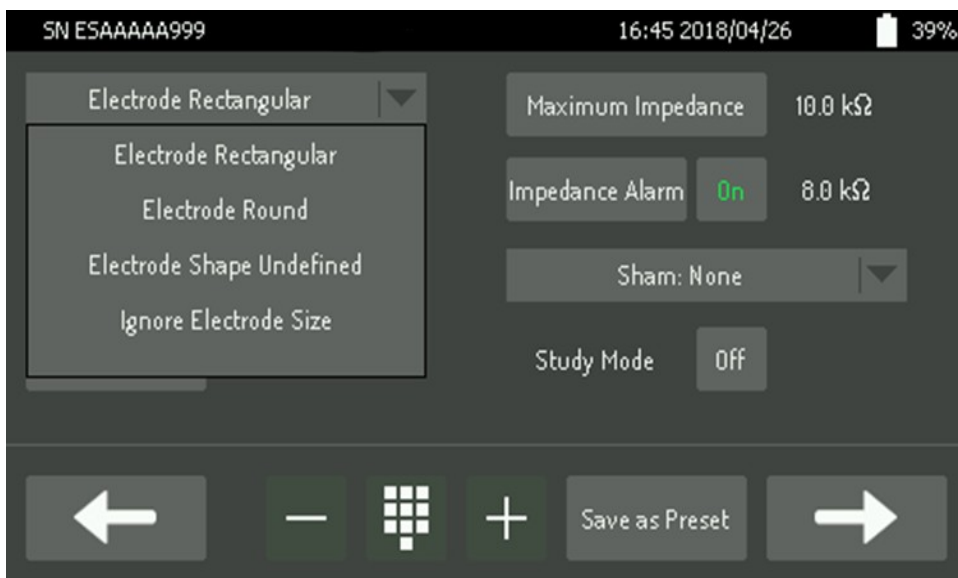 SN ESAAAAA999 16:45 2018/04/26 39%
Electrode Rectangular
Electrode Rectangular
Electrode Round
Electrode Shape Undefined
Ignore Electrode Size
Maximum Impedance 10.0 kΩ
Impedance Alarm On 8.0 kΩ
Sham: None
Study Mode Off
Save as Preset